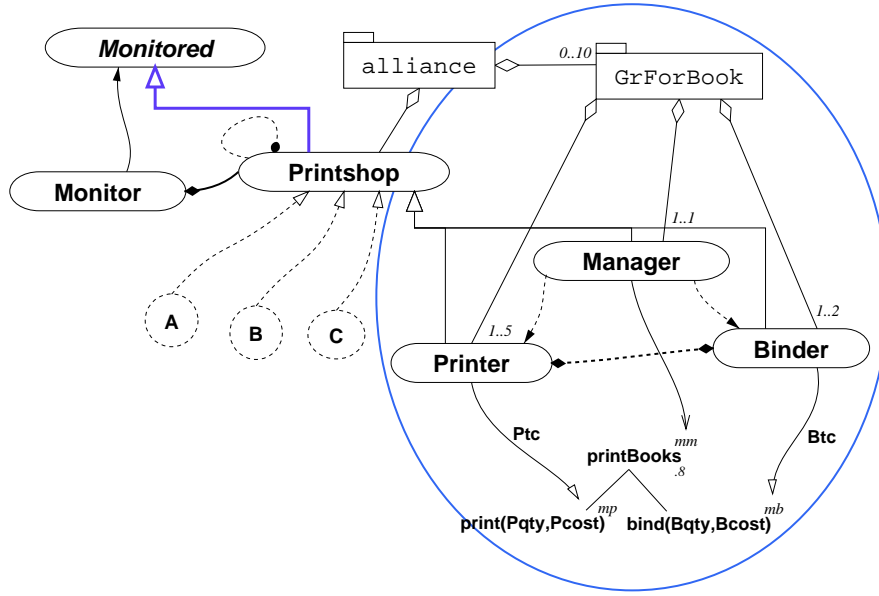 Monitored
alliance
0..10
GrForBook
Printshop
Monitor
1..1
Manager
A
B
C
1..5
1..2
Printer
Binder
Ptc
Btc
mm
printBooks
.8
mp
mb
print(Pqty,Pcost)
bind(Bqty,Bcost)